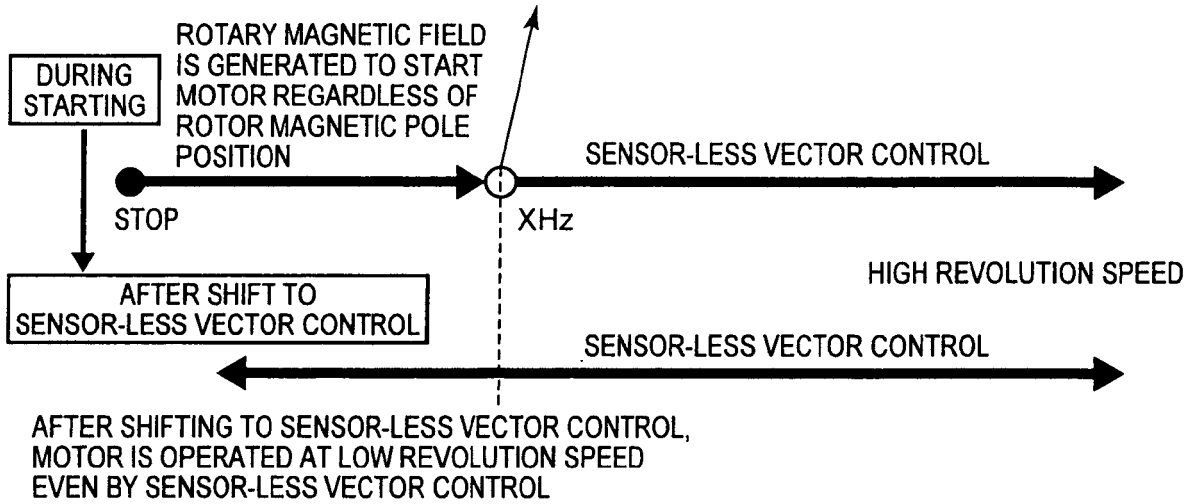 DURING
STARTING
ROTARY MAGNETIC FIELD
IS GENERATED TO START
MOTOR REGARDLESS OF
ROTOR MAGNETIC POLE
POSITION
SENSOR-LESS VECTOR CONTROL
STOP
XHz
HIGH REVOLUTION SPEED
AFTER SHIFT TO
SENSOR-LESS VECTOR CONTROL
SENSOR-LESS VECTOR CONTROL
AFTER SHIFTING TO SENSOR-LESS VECTOR CONTROL,
MOTOR IS OPERATED AT LOW REVOLUTION SPEED
EVEN BY SENSOR-LESS VECTOR CONTROL